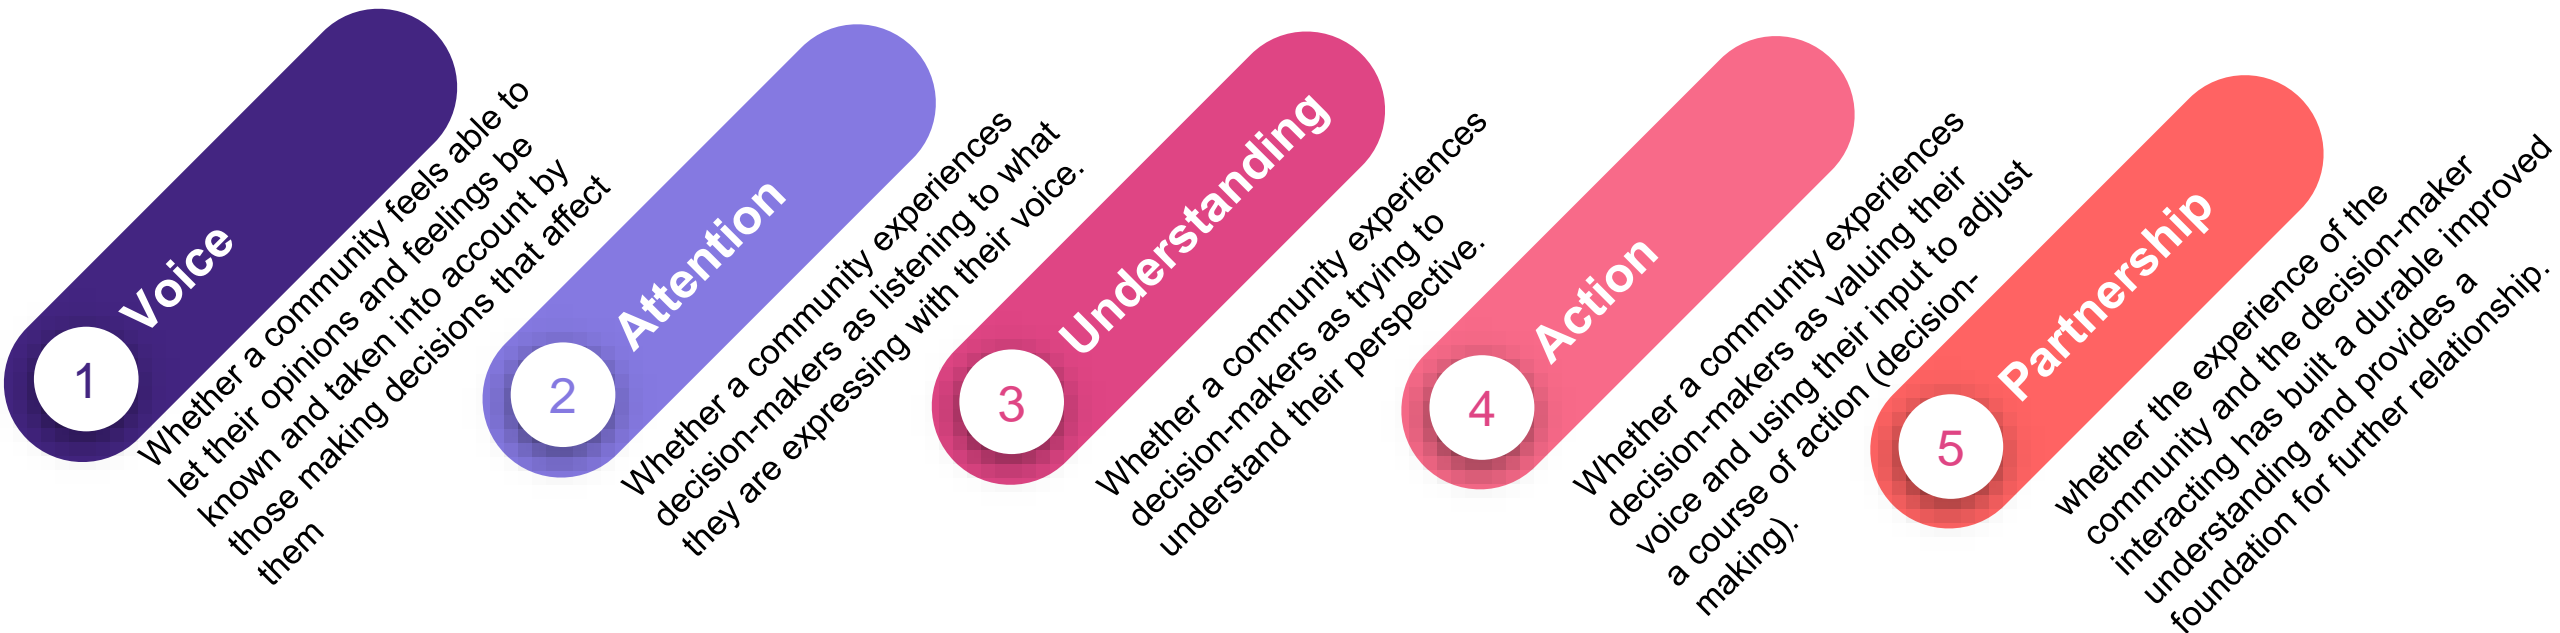 1
Voice
Whether a community feels able to
let their opinions and feelings be
known and taken into account by
those making decisions that affect
them
2
Attention
Whether a community experiences
decision-makers as listening to what
they are expressing with their voice.
3
Understanding
Whether a community experiences
decision-makers as trying to
understand their perspective.
4
Action
Whether a community experiences
decision-makers as valuing their
voice and using their input to adjust
a course of action (decision-
making).
5
Partnership
whether the experience of the
community and the decision-maker
interacting has built a durable improved
understanding and provides a
foundation for further relationship.